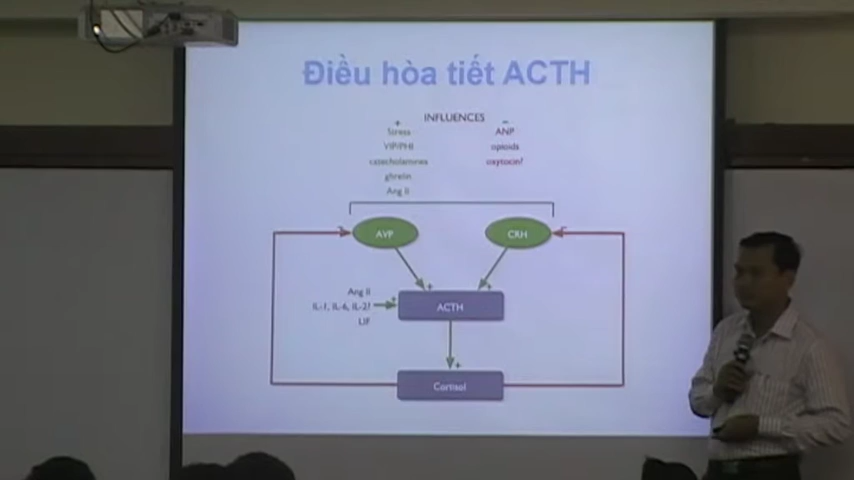 Điều hòa tiết ACTH
INFLUENCES
+ −
Stress ANP
VIP/PHI opioids
catecholamines oxytocin?
ghrelin
Ang II
AVP CRH
− −
+ +
Ang II
IL-1, IL-6, IL-2? + ACTH
LIF
+
Cortisol